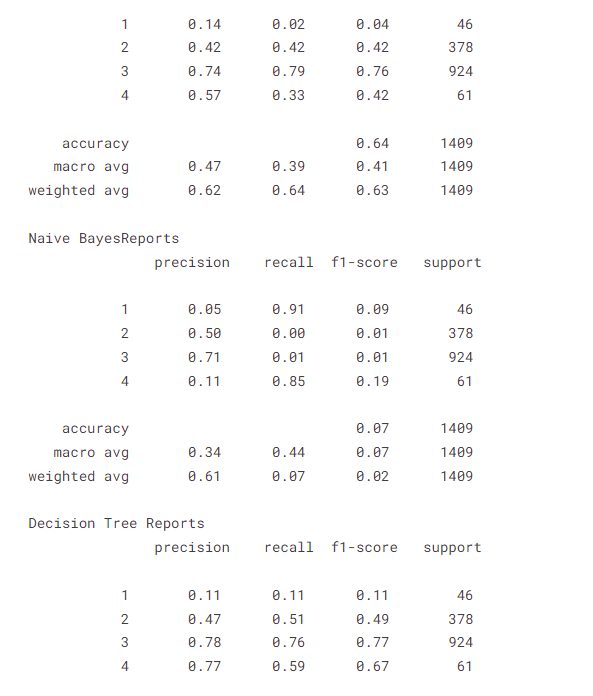 1 0.14 0.02 0.04 46
2 0.42 0.42 0.42 378
3 0.74 0.79 0.76 924
4 0.57 0.33 0.42 61
accuracy 0.64 1409
macro avg 0.47 0.39 0.41 1409
weighted avg 0.62 0.64 0.63 1409
Naive BayesReports
precision recall f1-score support
1 0.05 0.91 0.09 46
2 0.50 0.00 0.01 378
3 0.71 0.01 0.01 924
4 0.11 0.85 0.19 61
accuracy 0.07 1409
macro avg 0.34 0.44 0.07 1409
weighted avg 0.61 0.07 0.02 1409
Decision Tree Reports
precision recall f1-score support
1 0.11 0.11 0.11 46
2 0.47 0.51 0.49 378
3 0.78 0.76 0.77 924
4 0.77 0.59 0.67 61